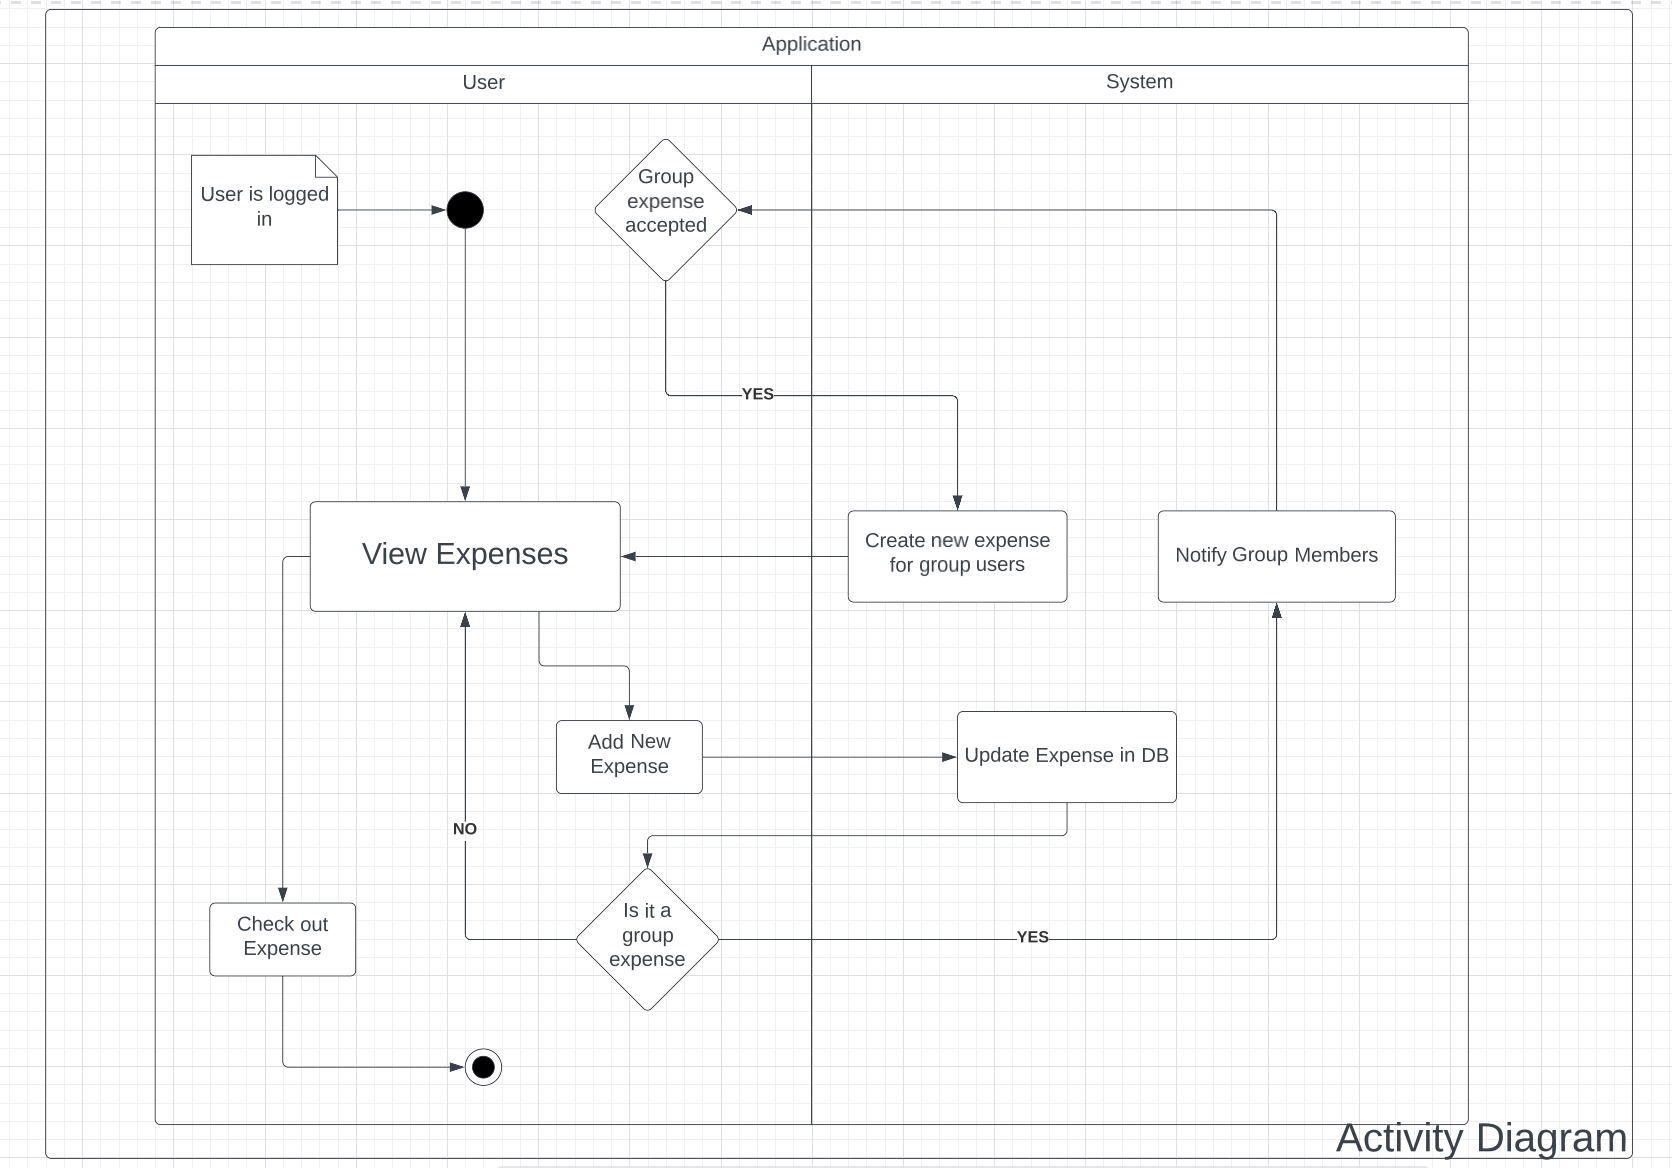 Application
User
System
User is logged
in
Group
expense
accepted
YES
View Expenses
Create new expense
for group users
Notify Group Members
Add New
Expense
Update Expense in DB
NO
Check out
Expense
Is it a
group
expense
YES
Activity Diagram